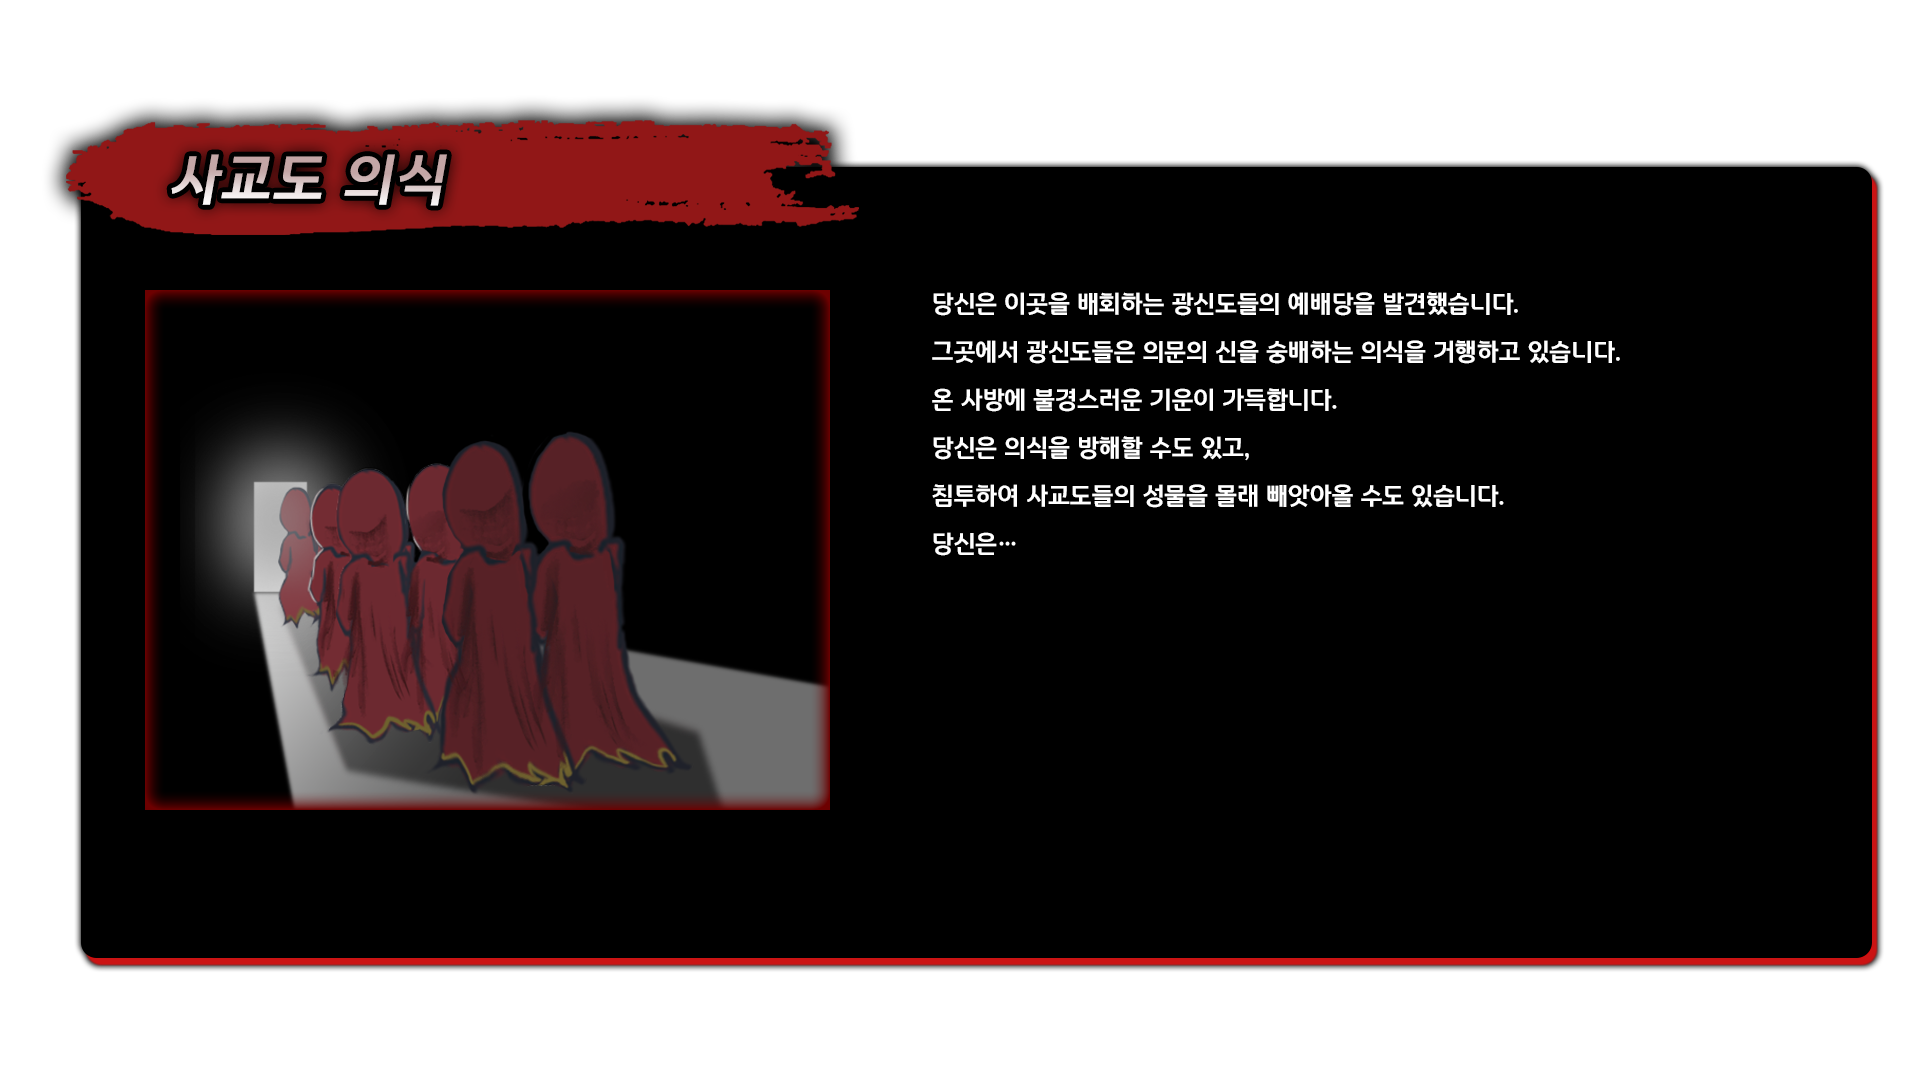 사교도 의식
당신은 이곳을 배회하는 광신도들의 예배당을 발견했습니다.
그곳에서 광신도들은 의문의 신을 숭배하는 의식을 거행하고 있습니다.
온 사방에 불경스러운 기운이 가득합니다.
당신은 의식을 방해할 수도 있고,
침투하여 사교도들의 성물을 몰래 빼앗아올 수도 있습니다.
당신은…